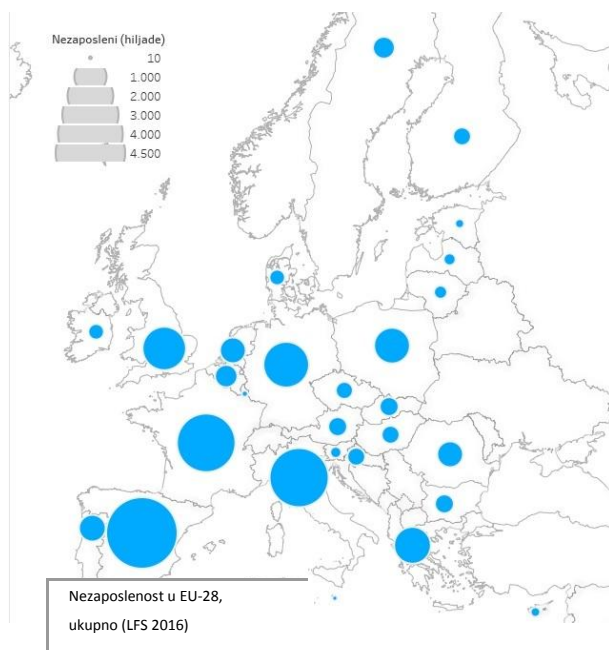 Nezaposleni (hiljade)
10
1.000
2.000
3.000
4.000
4.500
Nezaposlenost u EU-28,
ukupno (LFS 2016)